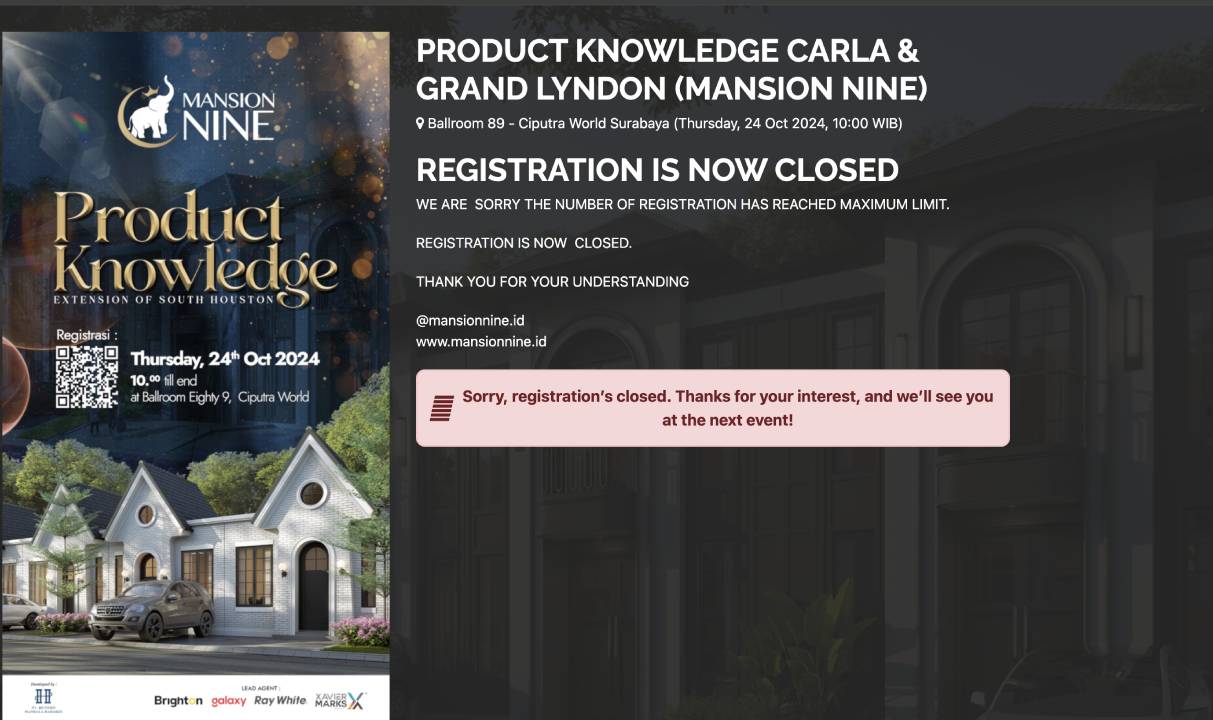 MANSION
NINE
Product
Knowledge
EXTENSION OF SOUTH HOUSTON
Registrasi :
Thursday, 24th Oct 2024
10.00 till end
at Ballroom Eighty 9, Ciputra World
Developed by :
LEAD AGENT :
Brighton galaxy Ray White XAVIER
MARKS
PRODUCT KNOWLEDGE CARLA &
GRAND LYNDON (MANSION NINE)
Ballroom 89 - Ciputra World Surabaya (Thursday, 24 Oct 2024, 10:00 WIB)
REGISTRATION IS NOW CLOSED
WE ARE SORRY THE NUMBER OF REGISTRATION HAS REACHED MAXIMUM LIMIT.
REGISTRATION IS NOW CLOSED.
THANK YOU FOR YOUR UNDERSTANDING
@mansionnine.id
www.mansionnine.id
Sorry, registration’s closed. Thanks for your interest, and we’ll see you
at the next event!